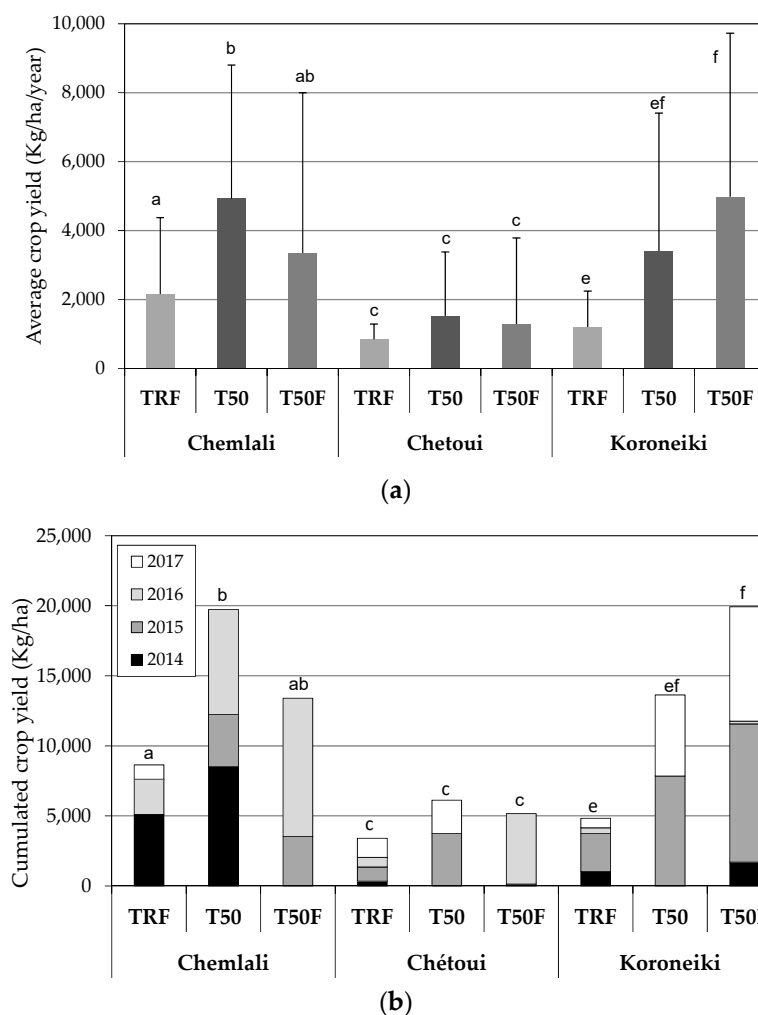 Average crop yield (Kg/ha/year)
10,000
8,000
6,000
4,000
2,000
0
a
b
ab
c
c
c
e
ef
f
TRF T50 T50F TRF T50 T50F TRF T50 T50F
Chemlali Chetoui Koroneiki
(a)
Cumulated crop yield (Kg/ha)
25,000
20,000
15,000
10,000
5,000
0
2017
2016
2015
2014
a
b
ab
c
c
c
e
ef
f
TRF T50 T50F TRF T50 T50F TRF T50
Chemlali Chétoui Koroneiki
(b)